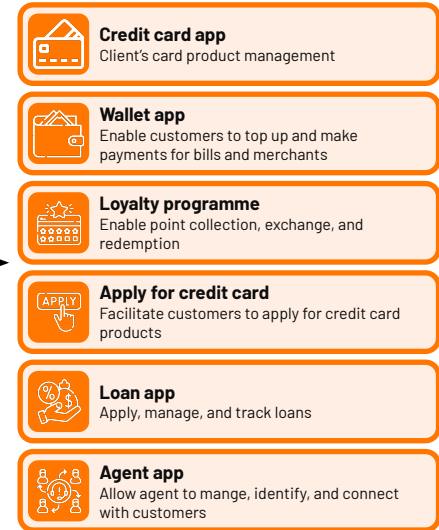 Credit card app
Client's card product management
Wallet app
Enable customers to top up and make
payments for bills and merchants
Loyalty programme
Enable point collection, exchange, and
redemption
APPLY
Apply for credit card
Facilitate customers to apply for credit card
products
Loan app
Apply, manage, and track loans
Agent app
Allow agent to mange, identify, and connect
with customers